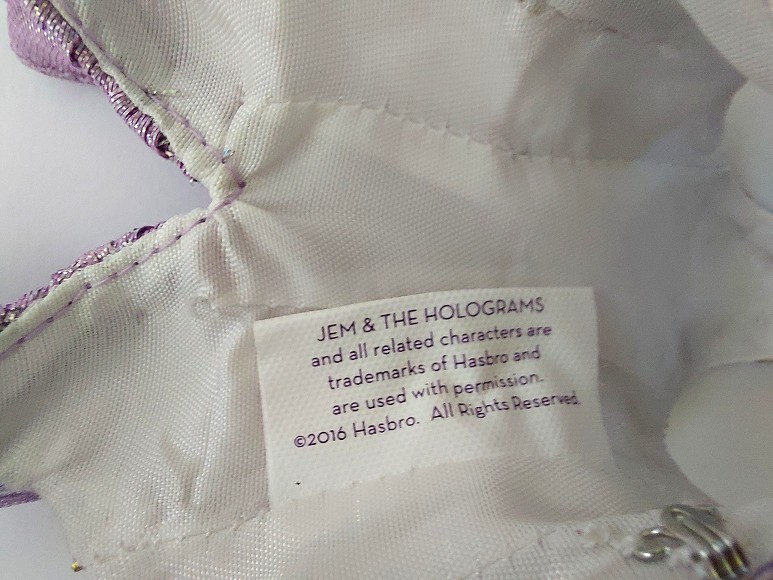 JEM & THE HOLOGRAMS
and all related characters are
trademarks of Hasbro and
are used with permission.
©2016 Hasbro. All Rights Reserved.